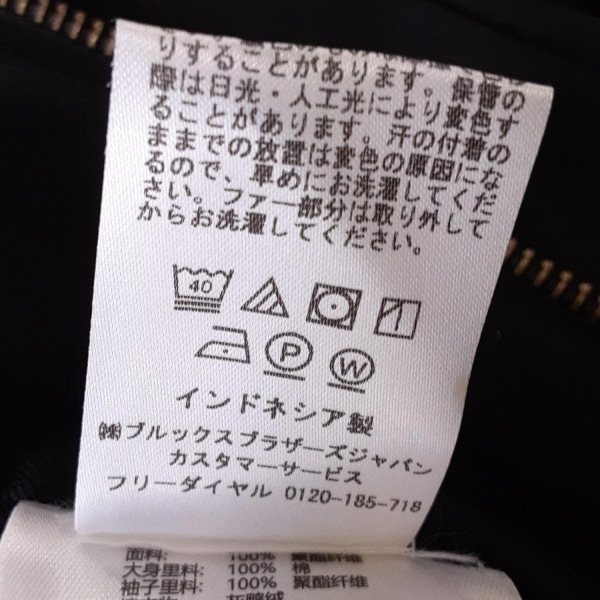 りすることがあります。保管の
際は日光・人工光により変色す
ることがあります。汗の付着の
ままでの放置は変色の原因にな
るので、早めにお洗濯してくだ
さい。ファー部分は取り外して
からお洗濯してください。
40
P
W
インドネシア製
㈱ブルックスブラザーズジャパン
カスタマーサービス
フリーダイヤル 0120-185-718
面料: 100% 聚酯纤维
大身里料: 100% 棉
袖子里料: 100% 聚酯纤维
灰鸭绒